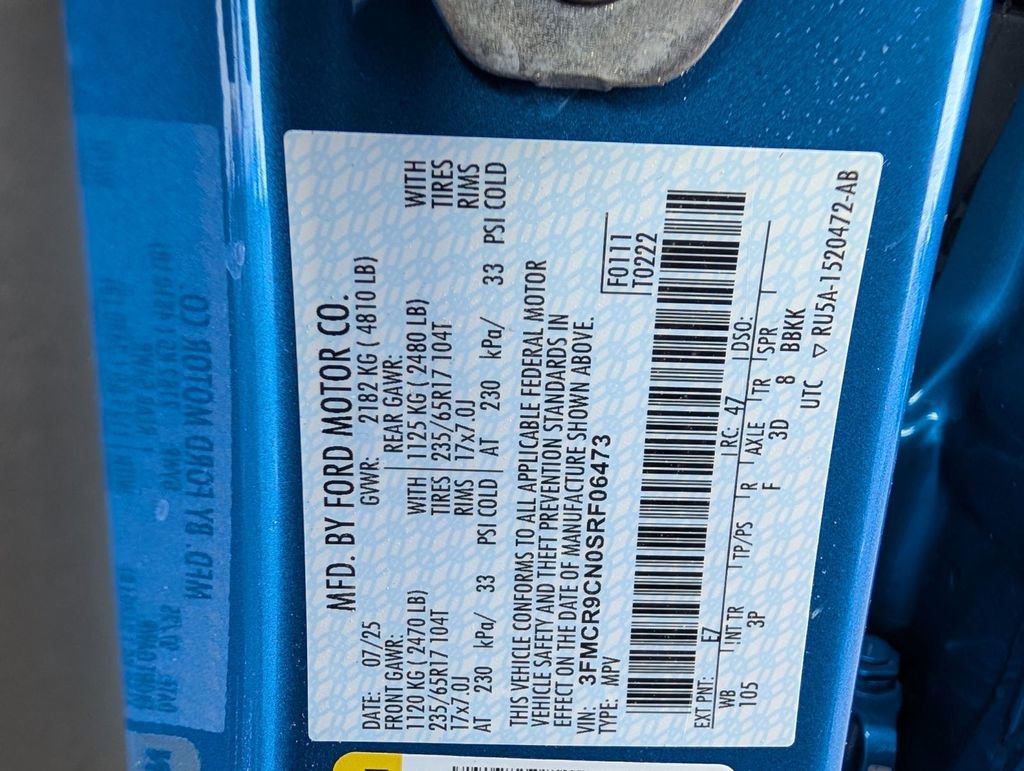 MFD. BY FORD MOTOR CO.
DATE: 07/25 GVWR: 2182 KG ( 4810 LB)
FRONT GAWR: REAR GAWR:
1120 KG ( 2470 LB) WITH 1125 KG ( 2480 LB) WITH
235/65R17 104T TIRES 235/65R17 104T TIRES
17x7.0J RIMS 17x7.0J RIMS
AT 230 kPa/ 33 PSI COLD AT 230 kPa/ 33 PSI COLD
THIS VEHICLE CONFORMS TO ALL APPLICABLE FEDERAL MOTOR
VEHICLE SAFETY AND THEFT PREVENTION STANDARDS IN
EFFECT ON THE DATE OF MANUFACTURE SHOWN ABOVE.
VIN: 3FMCR9CN0SRF06473 F0111
TYPE: MPV T0222
EXT PNT: E7 RC: 47 DSO:
WB INT TR TP/PS R AXLE TR SPR
105 3P F 3D 8 BBKK
UTC ▽ RU5A-1520472-AB